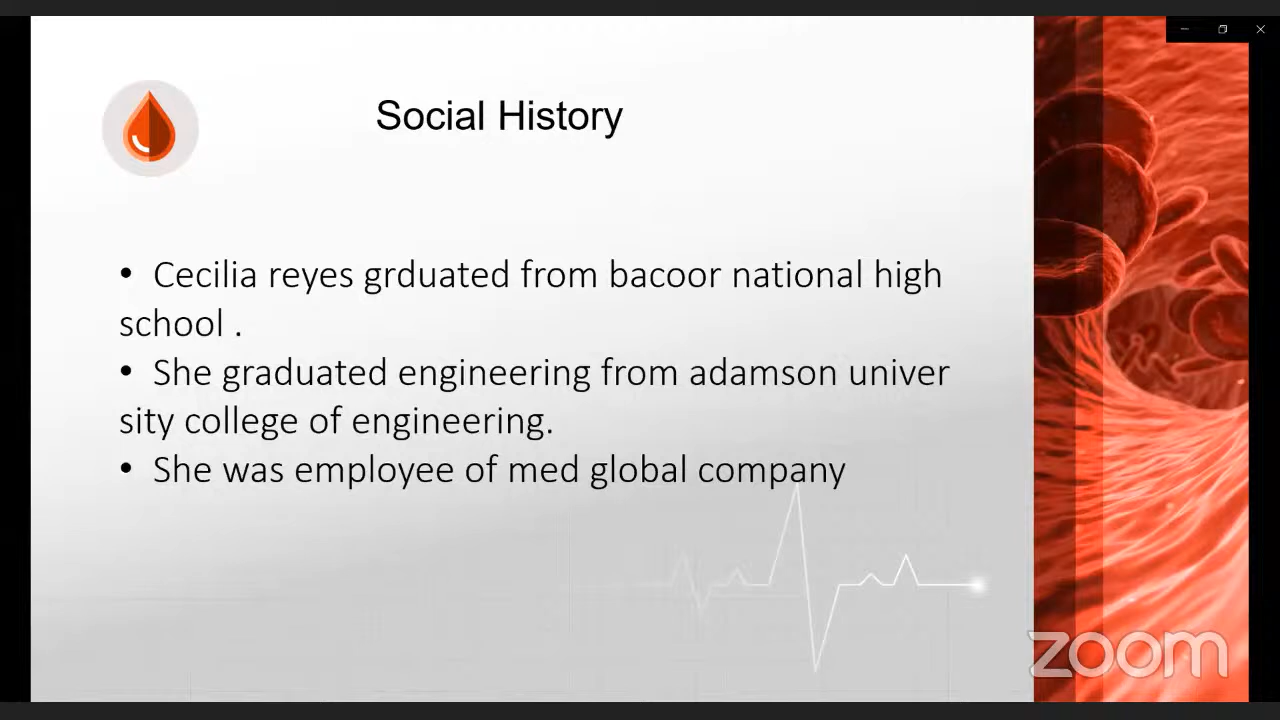 Social History
• Cecilia reyes grduated from bacoor national high
school .
• She graduated engineering from adamson univer
sity college of engineering.
• She was employee of med global company
zoom